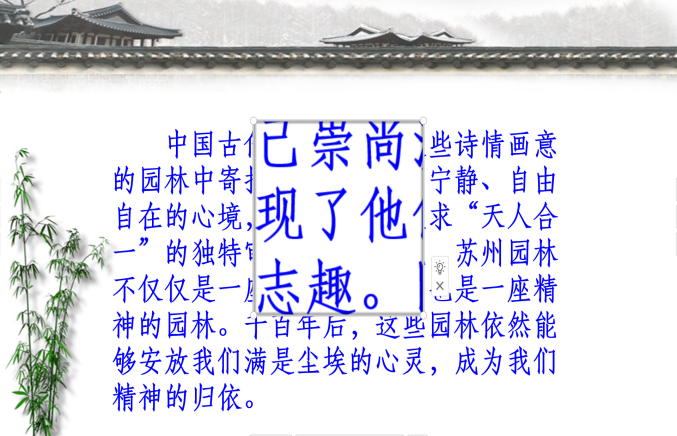 中国古
些诗情画意
的园林中寄
宁静、自由
自在的心境，
求“天人合
一”的独特
苏州园林
不仅仅是一
是一座精
神的园林。千百年后，这些园林依然能
够安放我们满是尘埃的心灵，成为我们
精神的归依。
己崇尚
现了他
志趣。